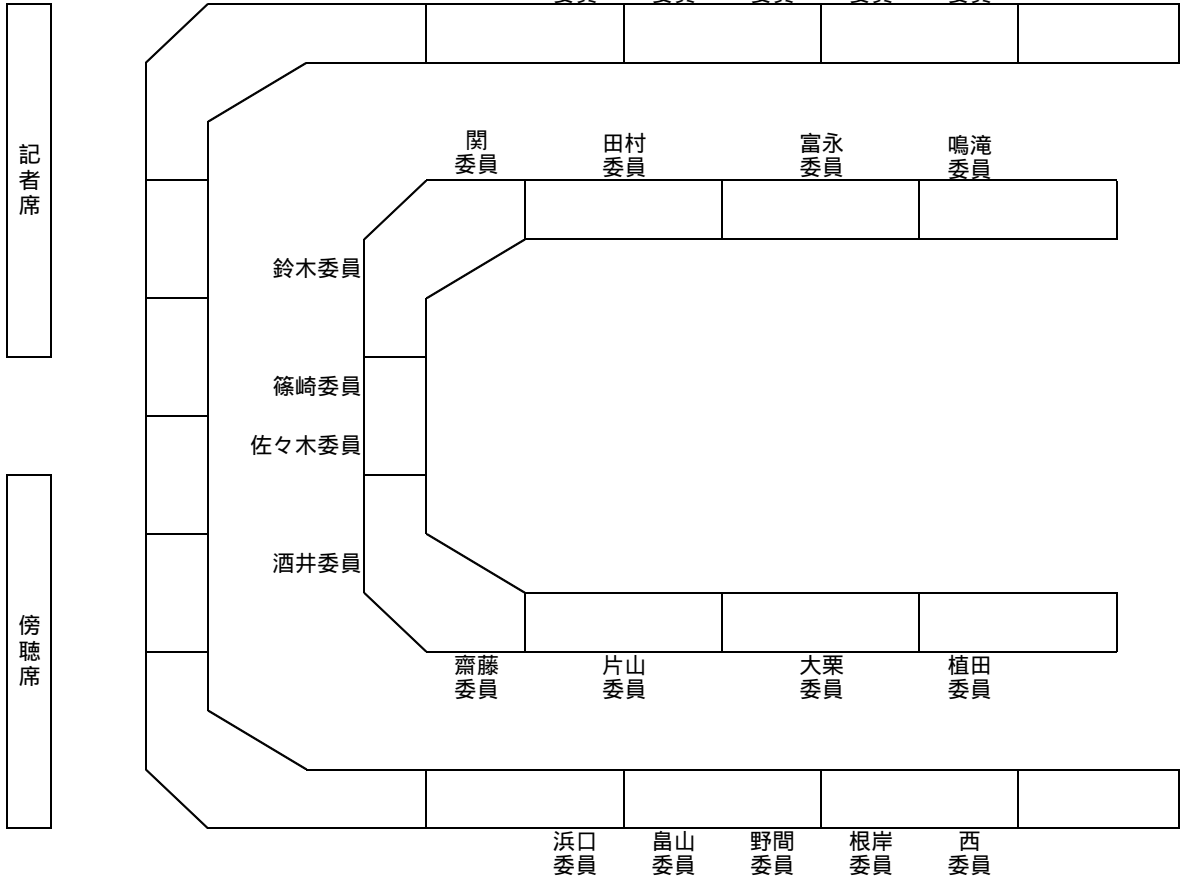 記者席
関
委員
田村
委員
富永
委員
鳴滝
委員
鈴木委員
篠崎委員
佐々木委員
酒井委員
傍聴席
齋藤
委員
片山
委員
大栗
委員
植田
委員
浜口
委員
畠山
委員
野間
委員
根岸
委員
西
委員